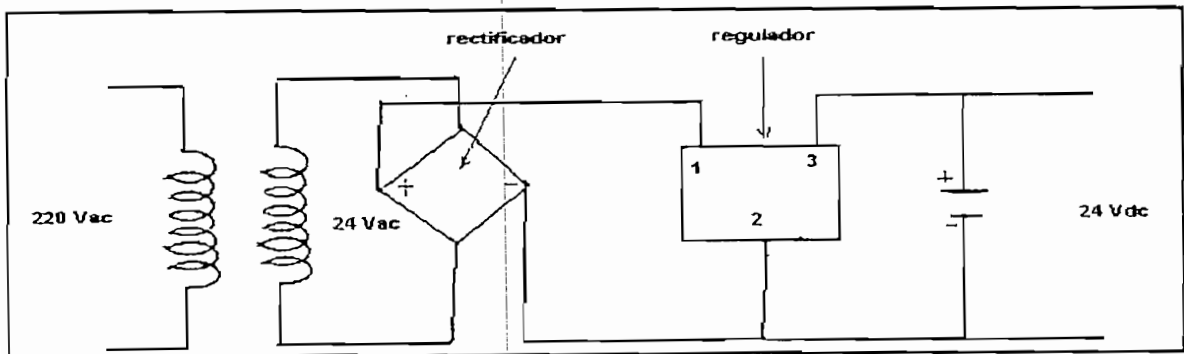 rectificador
regulador
1
3
+
-
+
220 Vac
24 Vac
2
-
24 Vdc